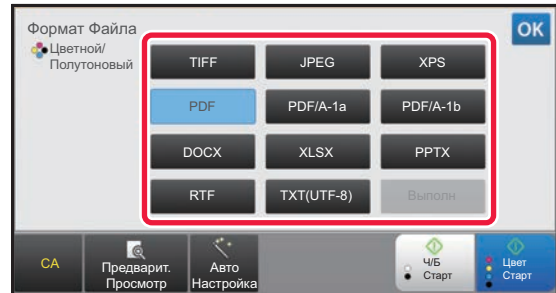 Формат Файла
OK
Цветной/
Полутоновый
TIFF JPEG XPS
PDF PDF/A-1a PDF/A-1b
DOCX XLSX PPTX
RTF TXT(UTF-8) Выполн
CA
Предварит.
Просмотр
Авто
Настройка
Ч/Б
Старт
Цвет
Старт